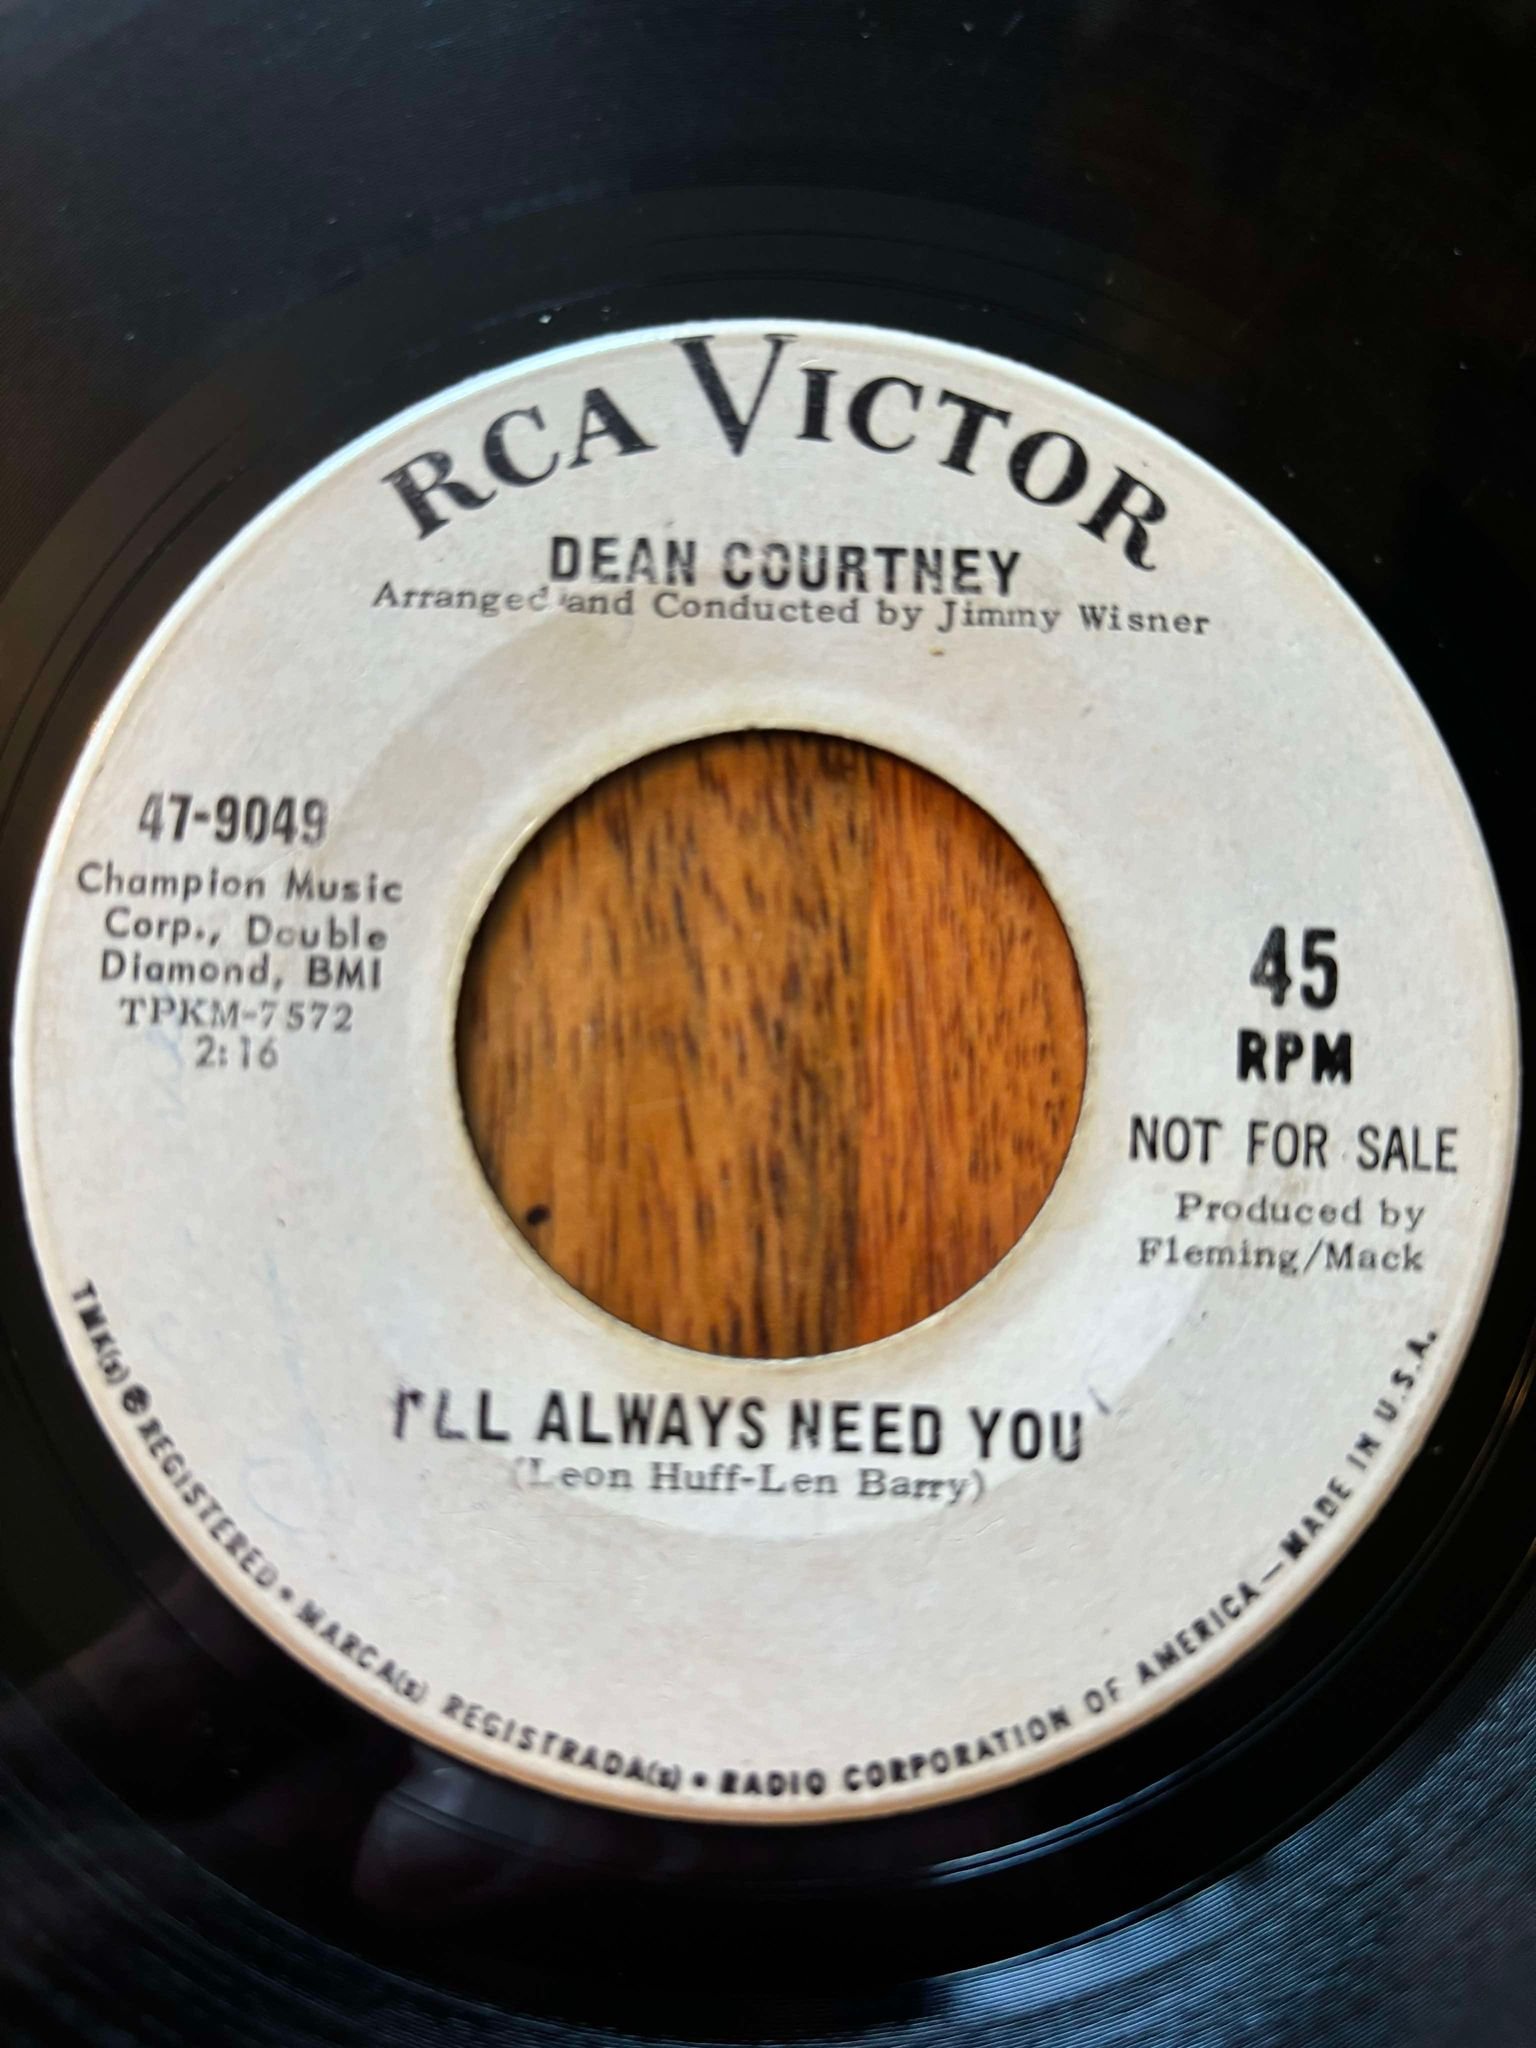 RCA VICTOR
DEAN COURTNEY
Arranged and Conducted by Jimmy Wisner
47-9049
Champion Music
Corp., Double
Diamond, BMI
TPKM-7572
2:16
45
RPM
NOT FOR SALE
Produced by
Fleming/Mack
I'LL ALWAYS NEED YOU
(Leon Huff-Len Barry)
TMK(s) ® REGISTERED • MARCA(s) REGISTRADA(s) • RADIO CORPORATION OF AMERICA—MADE IN U.S.A.